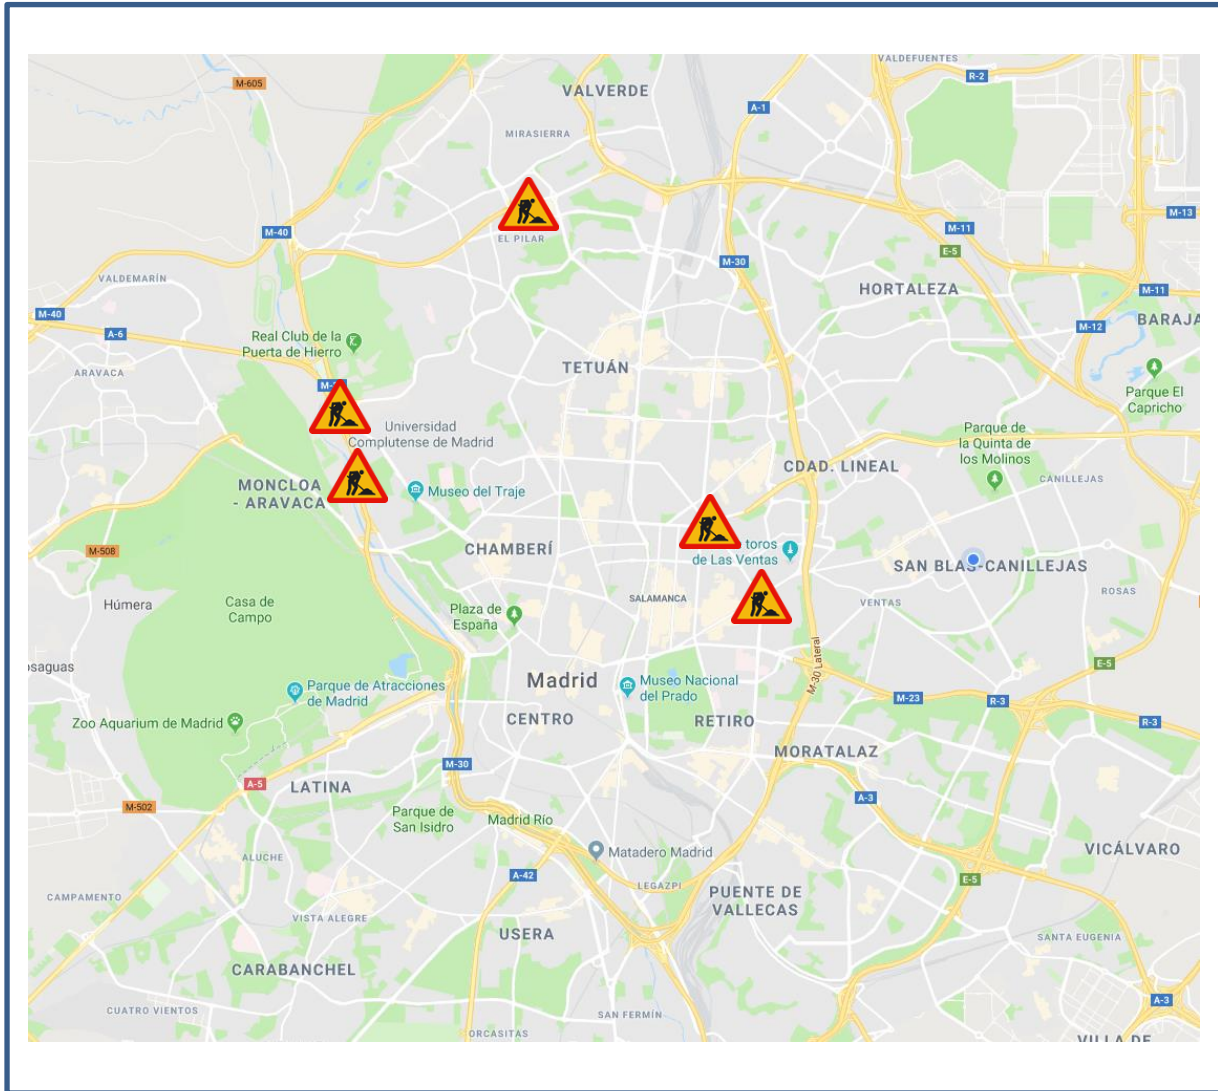 VALDEFUENTES
R-2
M-605
VALVERDE
A-1
MIRASIERRA
M-13
M-11
M-40
EL PILAR
E-5
M-30
VALDEMARÍN
HORTALEZA
M-11
M-40
BARAJA
M-12
A-6
Real Club de la
Puerta de Hierro
TETUÁN
ARAVACA
Parque El
Capricho
Universidad
Complutense de Madrid
Parque de
la Quinta de
los Molinos
CDAD. LINEAL
CANILLEJAS
MONCLOA
- ARAVACA
Museo del Traje
toros
de Las Ventas
M-508
CHAMBERÍ
SAN BLAS-CANILLEJAS
ROSAS
Húmera
Casa de
Campo
Plaza de
España
SALAMANCA
VENTAS
M-30 Lateral
osaguas
E-5
Madrid
Museo Nacional
del Prado
Parque de Atracciones
de Madrid
M-23
R-3
R-3
Zoo Aquarium de Madrid
CENTRO
RETIRO
MORATALAZ
M-30
A-5
LATINA
A-3
M-502
Parque de
San Isidro
Madrid Río
Matadero Madrid
VICÁLVARO
ALUCHE
A-42
LEGAZPI
E-5
CAMPAMENTO
PUENTE DE
VALLECAS
VISTA ALEGRE
USERA
SANTA EUGENIA
CARABANCHEL
A-3
CUATRO VIENTOS
SAN FERMÍN
ORCASITAS
VILLA DE